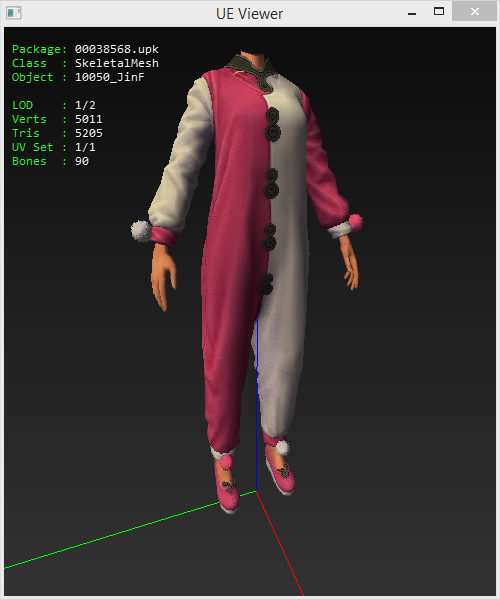 UE Viewer
Package: 00038568.upk
Class : SkeletalMesh
Object : 10050_JinF
LOD : 1/2
Verts : 5011
Tris : 5205
UV Set : 1/1
Bones : 90